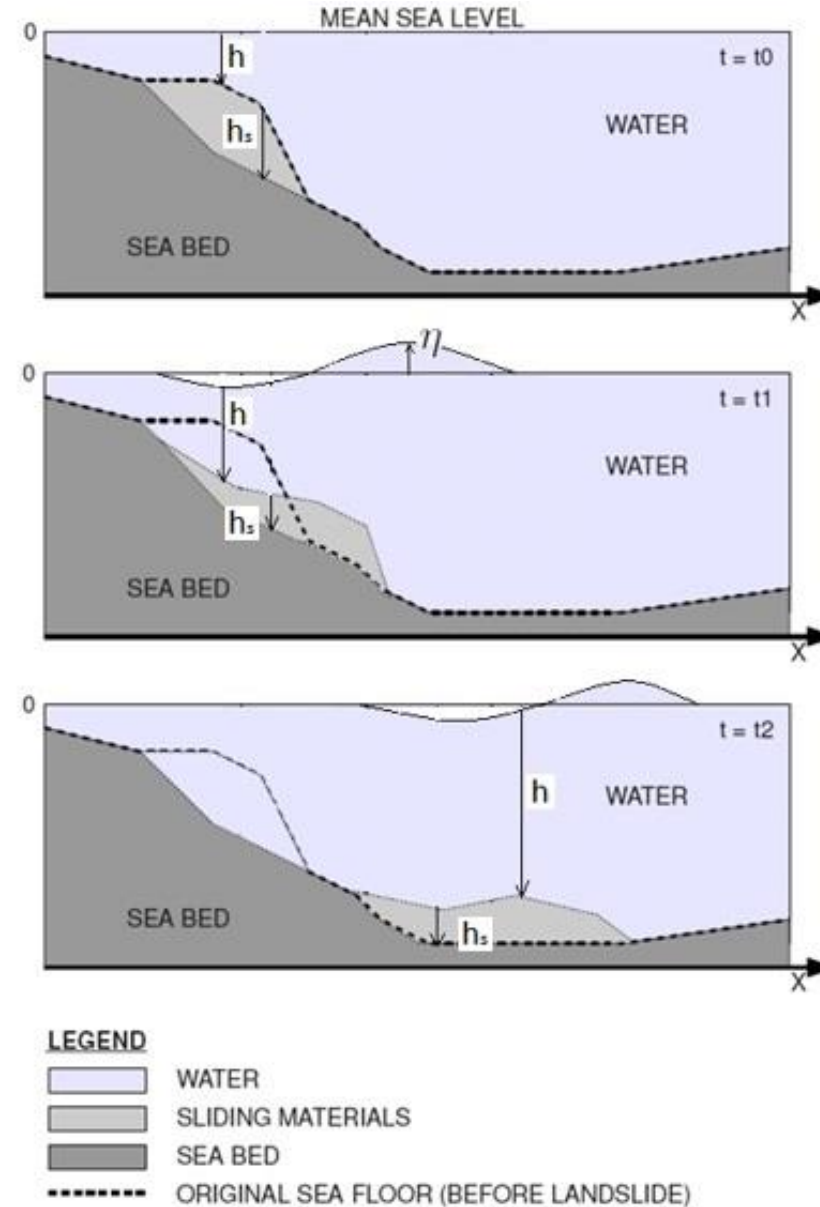 MEAN SEA LEVEL
0
t = t0
h
WATER
hₛ
SEA BED
X
η
0
t = t1
h
WATER
hₛ
SEA BED
X
0
t = t2
h
WATER
SEA BED
hₛ
X
LEGEND
WATER
SLIDING MATERIALS
SEA BED
ORIGINAL SEA FLOOR (BEFORE LANDSLIDE)